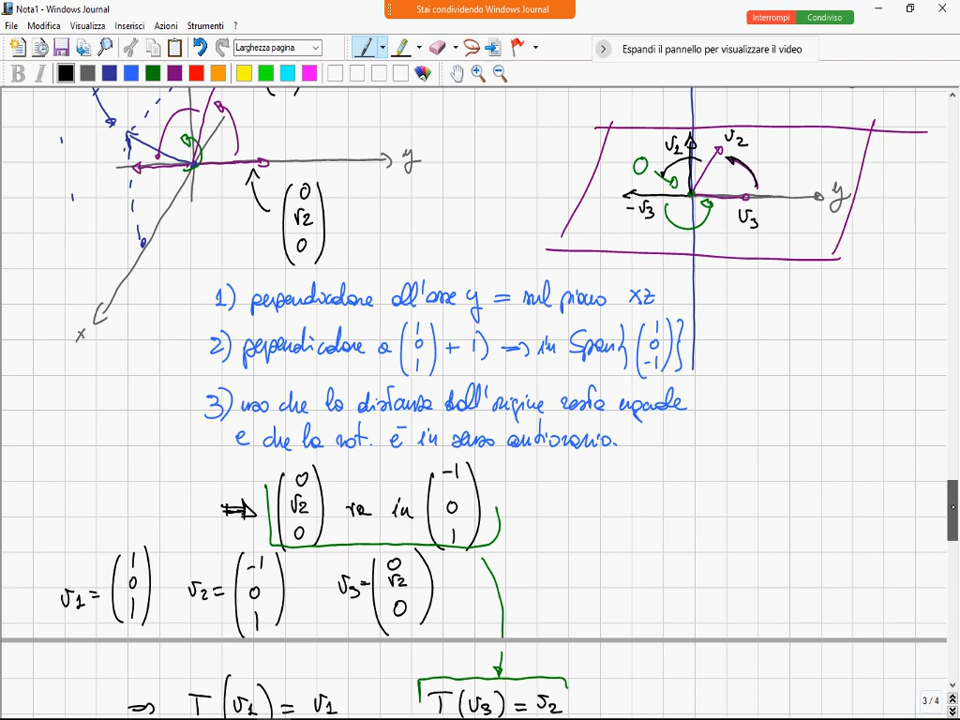 Nota1 - Windows Journal
Stai condividendo Windows Journal
Interrompi Condiviso
File Modifica Visualizza Inserisci Azioni Strumenti ?
Larghezza pagina
Espandi il pannello per visualizzare il video
B I
y
x
(0 √2 0)
v1 v2
0
y
-v3 v3
1) perpendicolare all'asse y = sul piano xz
2) perpendicolare a (1 0 1) + 1) ⇒ in Span{(1 0 -1)}
3) uso che la distanza dall'origine resta uguale
e che la rot. è in senso antiorario.
⇒ (0 √2 0) va in (-1 0 1)
v1 = (1 0 1) v2 = (-1 0 1) v3 = (0 √2 0)
⇒ T(v1) = v1 T(v3) = v2
3 / 4